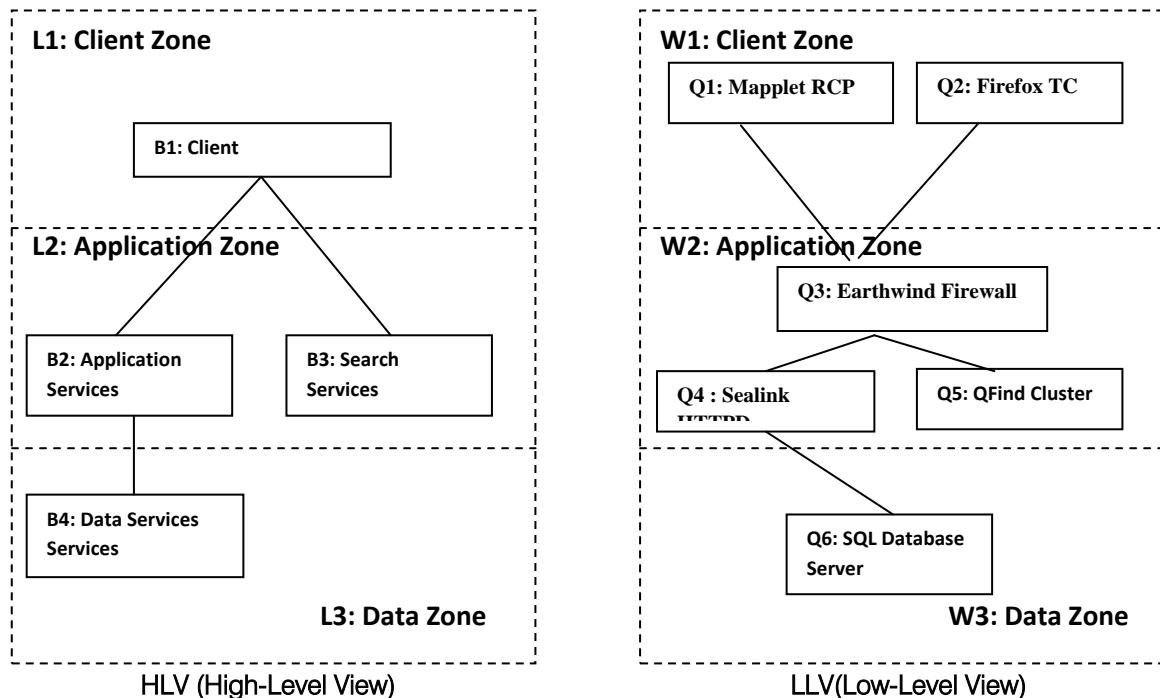 L1: Client Zone
B1: Client
L2: Application Zone
B2: Application
Services
B3: Search
Services
B4: Data Services
Services
L3: Data Zone
HLV (High-Level View)
W1: Client Zone
Q1: Mapplet RCP
Q2: Firefox TC
W2: Application Zone
Q3: Earthwind Firewall
Q4 : Sealink
Q5: QFind Cluster
Q6: SQL Database
Server
W3: Data Zone
LLV(Low-Level View)